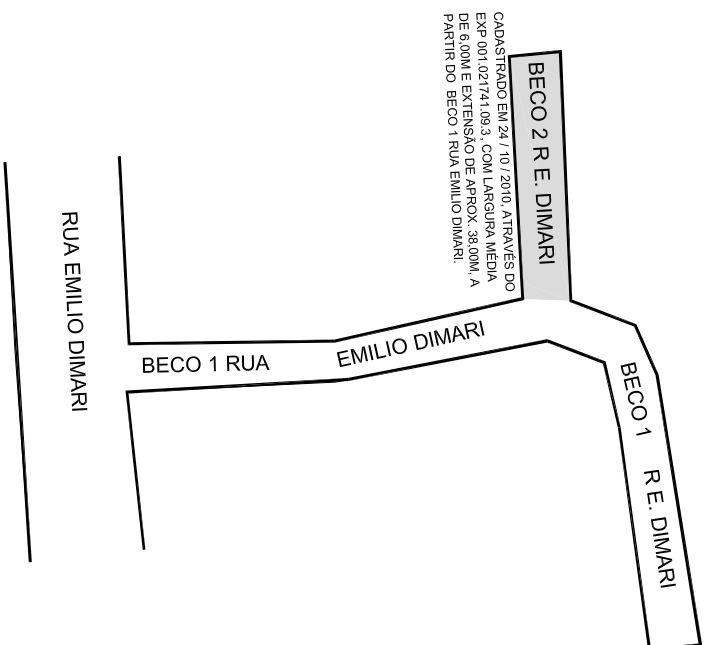 CADASTRADO EM 24 / 10 / 2010, ATRAVÉS DO
EXP 001.021741.09.3 , COM LARGURA MÉDIA
DE 6,00M E EXTENSÃO DE APROX. 38,00M, A
PARTIR DO BECO 1 RUA EMILIO DIMARI.
BECO 2 R E. DIMARI
RUA EMILIO DIMARI
BECO 1 RUA EMILIO DIMARI
BECO 1 R E. DIMARI